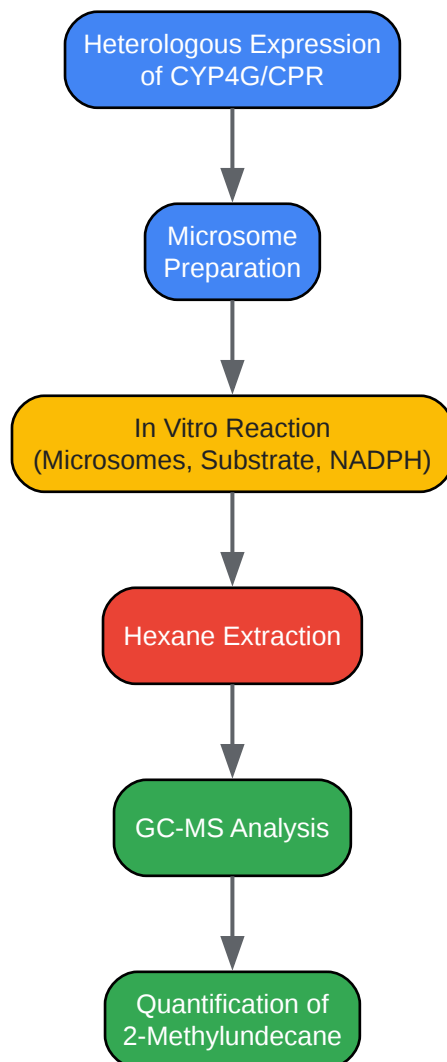 Heterologous Expression
of CYP4G/CPR
Microsome
Preparation
In Vitro Reaction
(Microsomes, Substrate, NADPH)
Hexane Extraction
GC-MS Analysis
Quantification of
2-Methylundecane